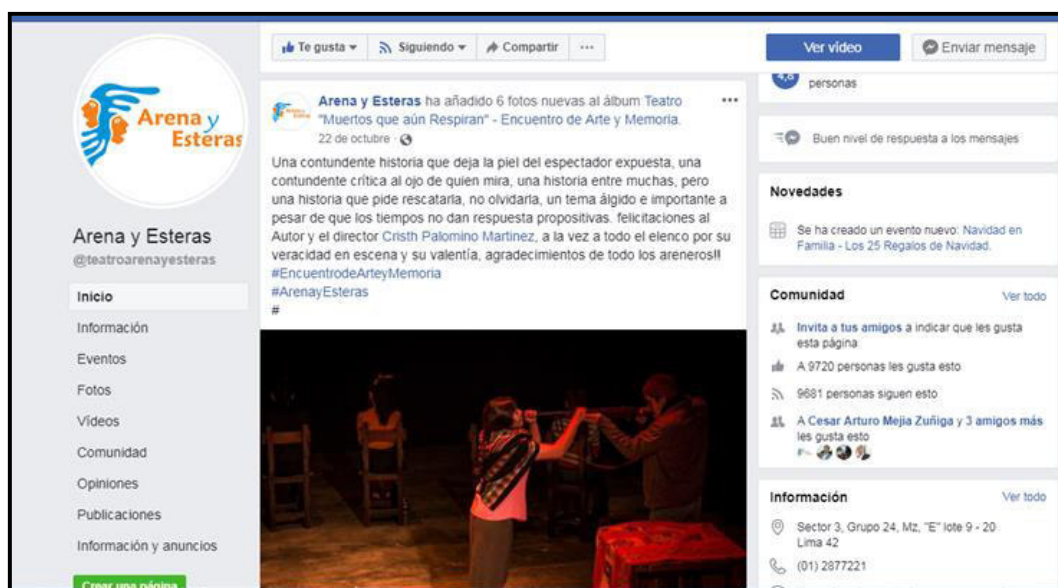 Te gusta
Siguiendo
Compartir
...
Ver vídeo
Enviar mensaje
Arena y
Esteras
Arena y Esteras
@teatroarenayesteras
Inicio
Información
Eventos
Fotos
Vídeos
Comunidad
Opiniones
Publicaciones
Información y anuncios
Crear una página
Arena y Esteras ha añadido 6 fotos nuevas al álbum Teatro
"Muertos que aún Respiran" - Encuentro de Arte y Memoria.
22 de octubre ·
Una contundente historia que deja la piel del espectador expuesta, una
contundente crítica al ojo de quien mira, una historia entre muchas, pero
una historia que pide rescatarla, no olvidarla, un tema álgido e importante a
pesar de que los tiempos no dan respuesta propositivas. felicitaciones al
Autor y el director Cristh Palomino Martinez, a la vez a todo el elenco por su
veracidad en escena y su valentía, agradecimientos de todo los areneros!!
#EncuentrodeArteyMemoria
#ArenayEsteras
#
4,8
personas
Buen nivel de respuesta a los mensajes
Novedades
Se ha creado un evento nuevo: Navidad en
Familia - Los 25 Regalos de Navidad.
Comunidad
Ver todo
Invita a tus amigos a indicar que les gusta
esta página
A 9720 personas les gusta esto
9681 personas siguen esto
A Cesar Arturo Mejia Zuñiga y 3 amigos más
les gusta esto
Información
Ver todo
Sector 3, Grupo 24, Mz, "E" lote 9 - 20
Lima 42
(01) 2877221